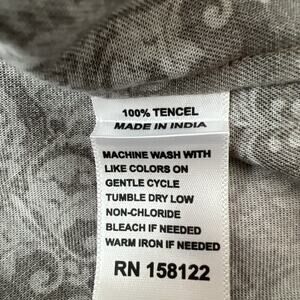 100% TENCEL
MADE IN INDIA
MACHINE WASH WITH
LIKE COLORS ON
GENTLE CYCLE
TUMBLE DRY LOW
NON-CHLORIDE
BLEACH IF NEEDED
WARM IRON IF NEEDED
RN 158122